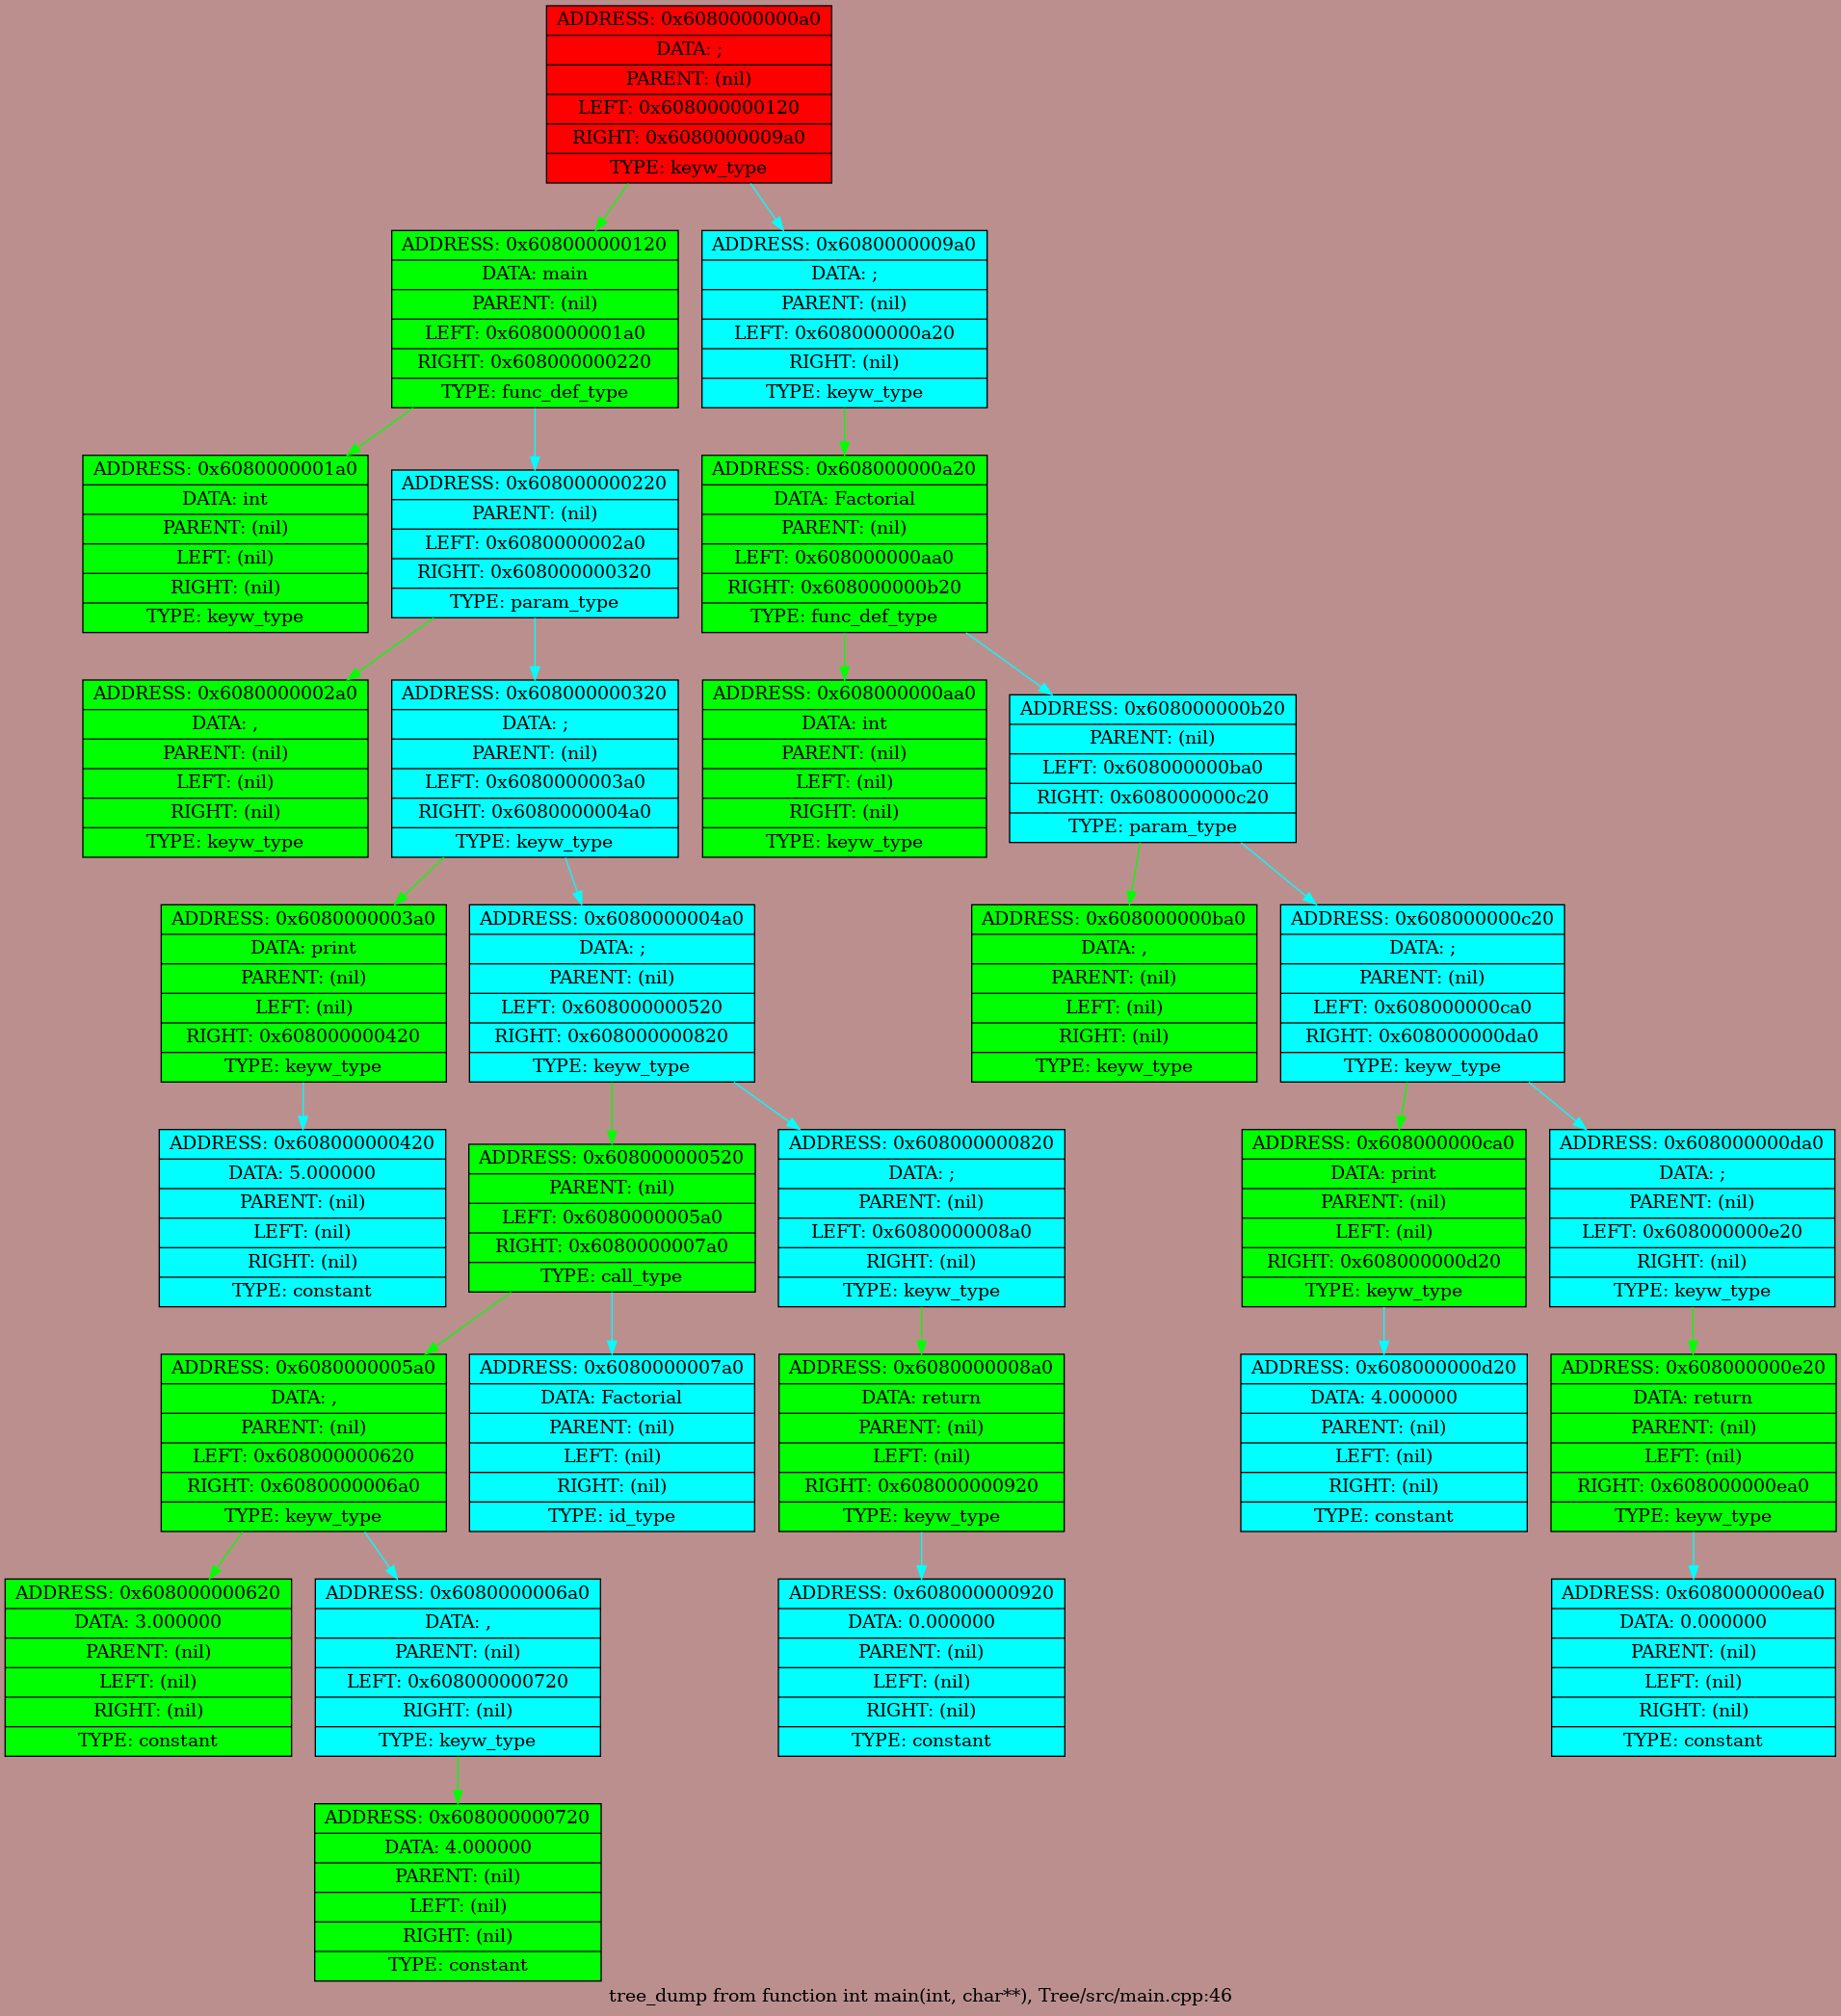 ADDRESS: 0x6080000000a0
DATA: ;
PARENT: (nil)
LEFT: 0x608000000120
RIGHT: 0x6080000009a0
TYPE: keyw_type
ADDRESS: 0x608000000120
DATA: main
PARENT: (nil)
LEFT: 0x6080000001a0
RIGHT: 0x608000000220
TYPE: func_def_type
ADDRESS: 0x6080000009a0
DATA: ;
PARENT: (nil)
LEFT: 0x608000000a20
RIGHT: (nil)
TYPE: keyw_type
ADDRESS: 0x6080000001a0
DATA: int
PARENT: (nil)
LEFT: (nil)
RIGHT: (nil)
TYPE: keyw_type
ADDRESS: 0x608000000220
PARENT: (nil)
LEFT: 0x6080000002a0
RIGHT: 0x608000000320
TYPE: param_type
ADDRESS: 0x608000000a20
DATA: Factorial
PARENT: (nil)
LEFT: 0x608000000aa0
RIGHT: 0x608000000b20
TYPE: func_def_type
ADDRESS: 0x6080000002a0
DATA: ,
PARENT: (nil)
LEFT: (nil)
RIGHT: (nil)
TYPE: keyw_type
ADDRESS: 0x608000000320
DATA: ;
PARENT: (nil)
LEFT: 0x6080000003a0
RIGHT: 0x6080000004a0
TYPE: keyw_type
ADDRESS: 0x608000000aa0
DATA: int
PARENT: (nil)
LEFT: (nil)
RIGHT: (nil)
TYPE: keyw_type
ADDRESS: 0x608000000b20
PARENT: (nil)
LEFT: 0x608000000ba0
RIGHT: 0x608000000c20
TYPE: param_type
ADDRESS: 0x6080000003a0
DATA: print
PARENT: (nil)
LEFT: (nil)
RIGHT: 0x608000000420
TYPE: keyw_type
ADDRESS: 0x6080000004a0
DATA: ;
PARENT: (nil)
LEFT: 0x608000000520
RIGHT: 0x608000000820
TYPE: keyw_type
ADDRESS: 0x608000000ba0
DATA: ,
PARENT: (nil)
LEFT: (nil)
RIGHT: (nil)
TYPE: keyw_type
ADDRESS: 0x608000000c20
DATA: ;
PARENT: (nil)
LEFT: 0x608000000ca0
RIGHT: 0x608000000da0
TYPE: keyw_type
ADDRESS: 0x608000000420
DATA: 5.000000
PARENT: (nil)
LEFT: (nil)
RIGHT: (nil)
TYPE: constant
ADDRESS: 0x608000000520
PARENT: (nil)
LEFT: 0x6080000005a0
RIGHT: 0x6080000007a0
TYPE: call_type
ADDRESS: 0x608000000820
DATA: ;
PARENT: (nil)
LEFT: 0x6080000008a0
RIGHT: (nil)
TYPE: keyw_type
ADDRESS: 0x608000000ca0
DATA: print
PARENT: (nil)
LEFT: (nil)
RIGHT: 0x608000000d20
TYPE: keyw_type
ADDRESS: 0x608000000da0
DATA: ;
PARENT: (nil)
LEFT: 0x608000000e20
RIGHT: (nil)
TYPE: keyw_type
ADDRESS: 0x6080000005a0
DATA: ,
PARENT: (nil)
LEFT: 0x608000000620
RIGHT: 0x6080000006a0
TYPE: keyw_type
ADDRESS: 0x6080000007a0
DATA: Factorial
PARENT: (nil)
LEFT: (nil)
RIGHT: (nil)
TYPE: id_type
ADDRESS: 0x6080000008a0
DATA: return
PARENT: (nil)
LEFT: (nil)
RIGHT: 0x608000000920
TYPE: keyw_type
ADDRESS: 0x608000000d20
DATA: 4.000000
PARENT: (nil)
LEFT: (nil)
RIGHT: (nil)
TYPE: constant
ADDRESS: 0x608000000e20
DATA: return
PARENT: (nil)
LEFT: (nil)
RIGHT: 0x608000000ea0
TYPE: keyw_type
ADDRESS: 0x608000000620
DATA: 3.000000
PARENT: (nil)
LEFT: (nil)
RIGHT: (nil)
TYPE: constant
ADDRESS: 0x6080000006a0
DATA: ,
PARENT: (nil)
LEFT: 0x608000000720
RIGHT: (nil)
TYPE: keyw_type
ADDRESS: 0x608000000920
DATA: 0.000000
PARENT: (nil)
LEFT: (nil)
RIGHT: (nil)
TYPE: constant
ADDRESS: 0x608000000ea0
DATA: 0.000000
PARENT: (nil)
LEFT: (nil)
RIGHT: (nil)
TYPE: constant
ADDRESS: 0x608000000720
DATA: 4.000000
PARENT: (nil)
LEFT: (nil)
RIGHT: (nil)
TYPE: constant
tree_dump from function int main(int, char**), Tree/src/main.cpp:46